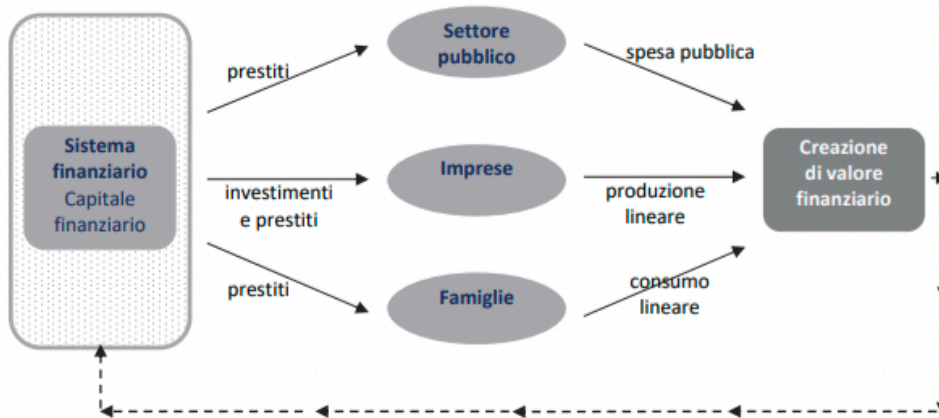 Settore
pubblico
prestiti
spesa pubblica
Sistema
finanziario
Capitale
finanziario
investimenti
e prestiti
Imprese
produzione
lineare
Creazione
di valore
finanziario
prestiti
Famiglie
consumo
lineare